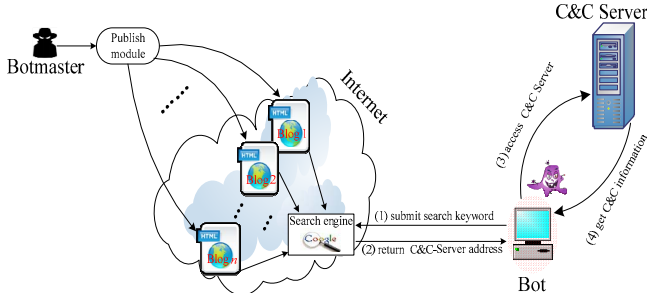 C&C Server
Publish
module
Botmaster
Internet
HTML
Blog1
HTML
Blog2
HTML
Blog n
Search engine
Google
(1) submit search keyword
(2) return C&C-Server address
(3) access C&C Server
(4) get C&C information
Bot